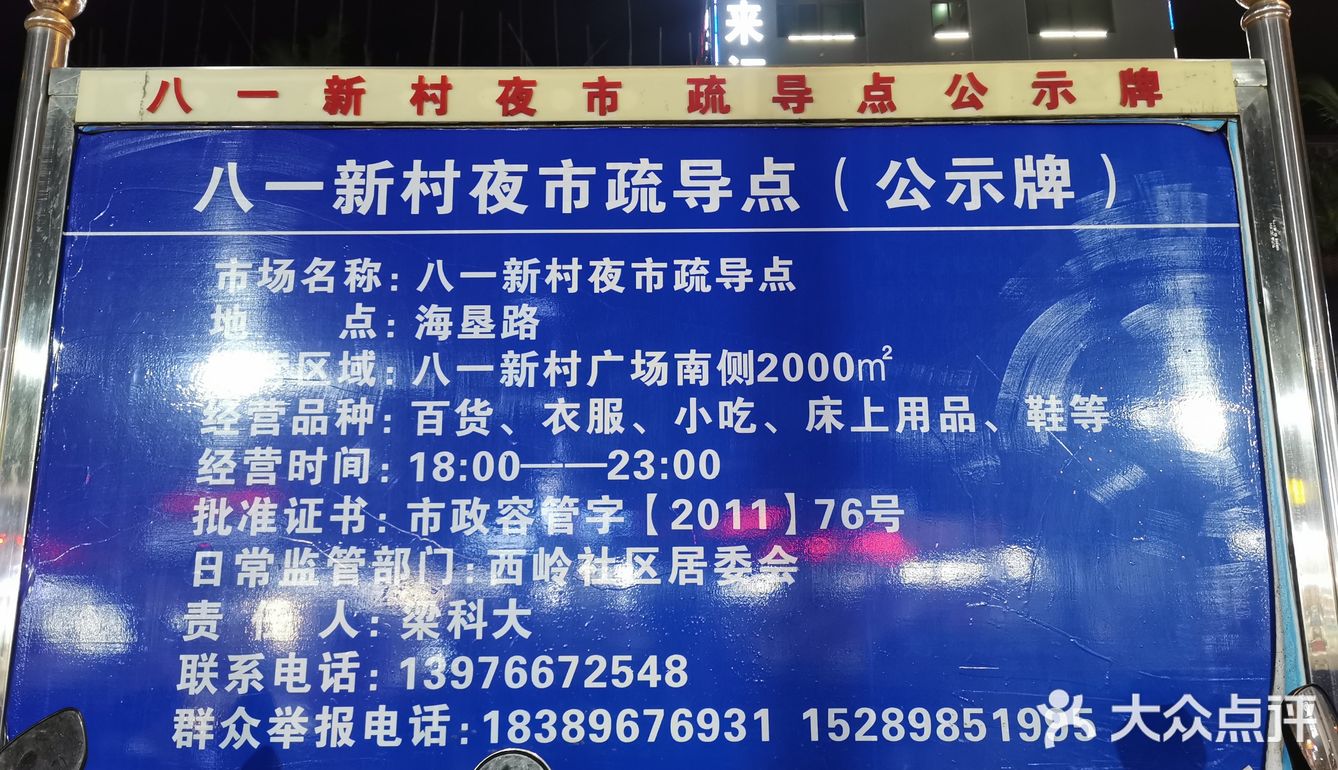 来
八一新村夜市 疏导点公示牌
八一新村夜市疏导点(公示牌)
市场名称:八一新村夜市疏导点
地 点:海垦路
区域:八一新村广场南侧2000㎡
经营品种:百货、衣服、小吃、床上用品、鞋等
经营时间:18:00——23:00
批准证书:市政容管字【2011】76号
日常监管部门:西岭社区居委会
责 任 人:梁科大
联系电话:13976672548
群众举报电话:18389676931 152898519
大众点评